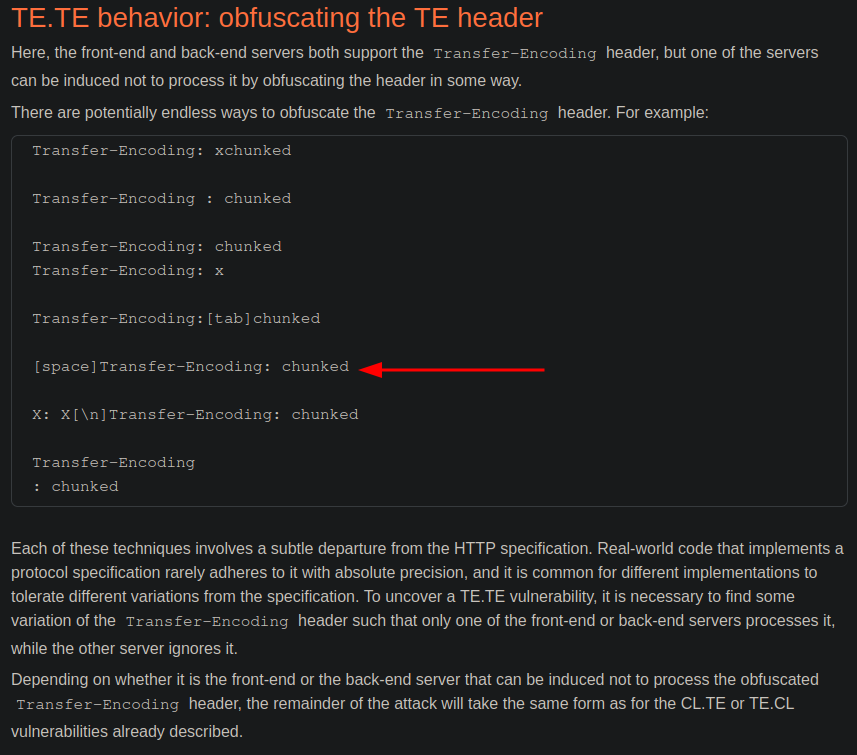 TE.TE behavior: obfuscating the TE header
Here, the front-end and back-end servers both support the Transfer-Encoding header, but one of the servers
can be induced not to process it by obfuscating the header in some way.
There are potentially endless ways to obfuscate the Transfer-Encoding header. For example:
Transfer-Encoding: xchunked
Transfer-Encoding : chunked
Transfer-Encoding: chunked
Transfer-Encoding: x
Transfer-Encoding:[tab]chunked
[space]Transfer-Encoding: chunked
X: X[\n]Transfer-Encoding: chunked
Transfer-Encoding
: chunked
Each of these techniques involves a subtle departure from the HTTP specification. Real-world code that implements a
protocol specification rarely adheres to it with absolute precision, and it is common for different implementations to
tolerate different variations from the specification. To uncover a TE.TE vulnerability, it is necessary to find some
variation of the Transfer-Encoding header such that only one of the front-end or back-end servers processes it,
while the other server ignores it.
Depending on whether it is the front-end or the back-end server that can be induced not to process the obfuscated
Transfer-Encoding header, the remainder of the attack will take the same form as for the CL.TE or TE.CL
vulnerabilities already described.